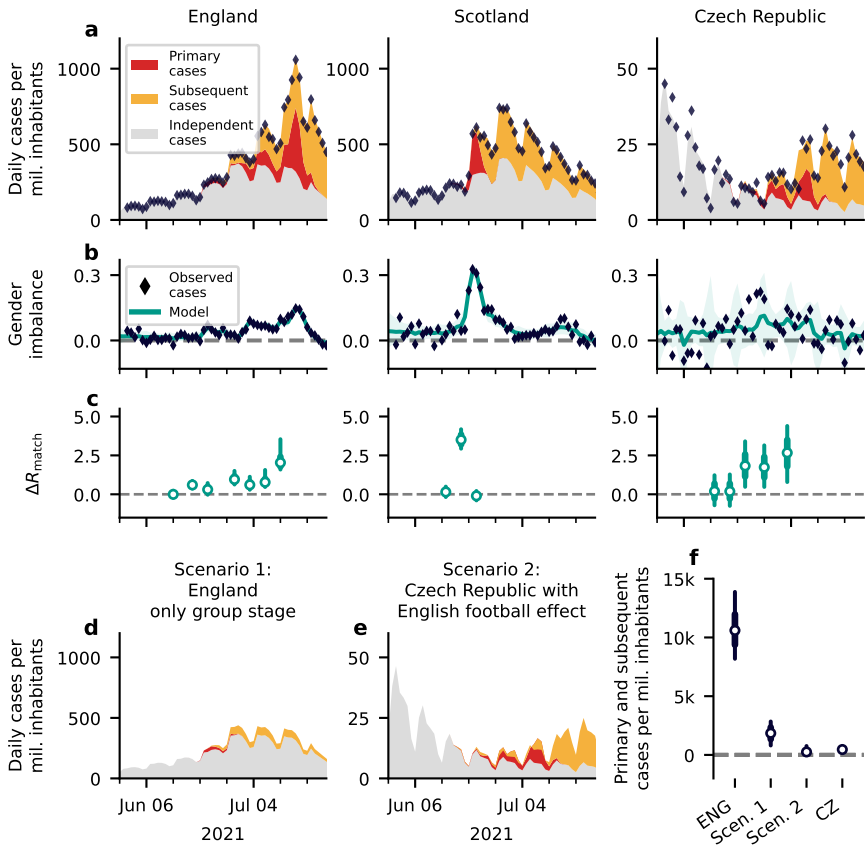 England
Scotland
Czech Republic
a
Daily cases per
mil. inhabitants
1000
500
0
Primary
cases
Subsequent
cases
Independent
cases
1000
500
0
50
25
0
b
Gender
imbalance
0.3
0.0
Observed
cases
Model
0.3
0.0
0.3
0.0
c
ΔR_match
5.0
2.5
0.0
5.0
2.5
0.0
5.0
2.5
0.0
Scenario 1:
England
only group stage
Scenario 2:
Czech Republic with
English football effect
d
Daily cases per
mil. inhabitants
1000
500
0
Jun 06
Jul 04
2021
e
50
25
0
Jun 06
Jul 04
2021
f
Primary and subsequent
cases per mil. inhabitants
15k
10k
5k
0
ENG
Scen. 1
Scen. 2
CZ